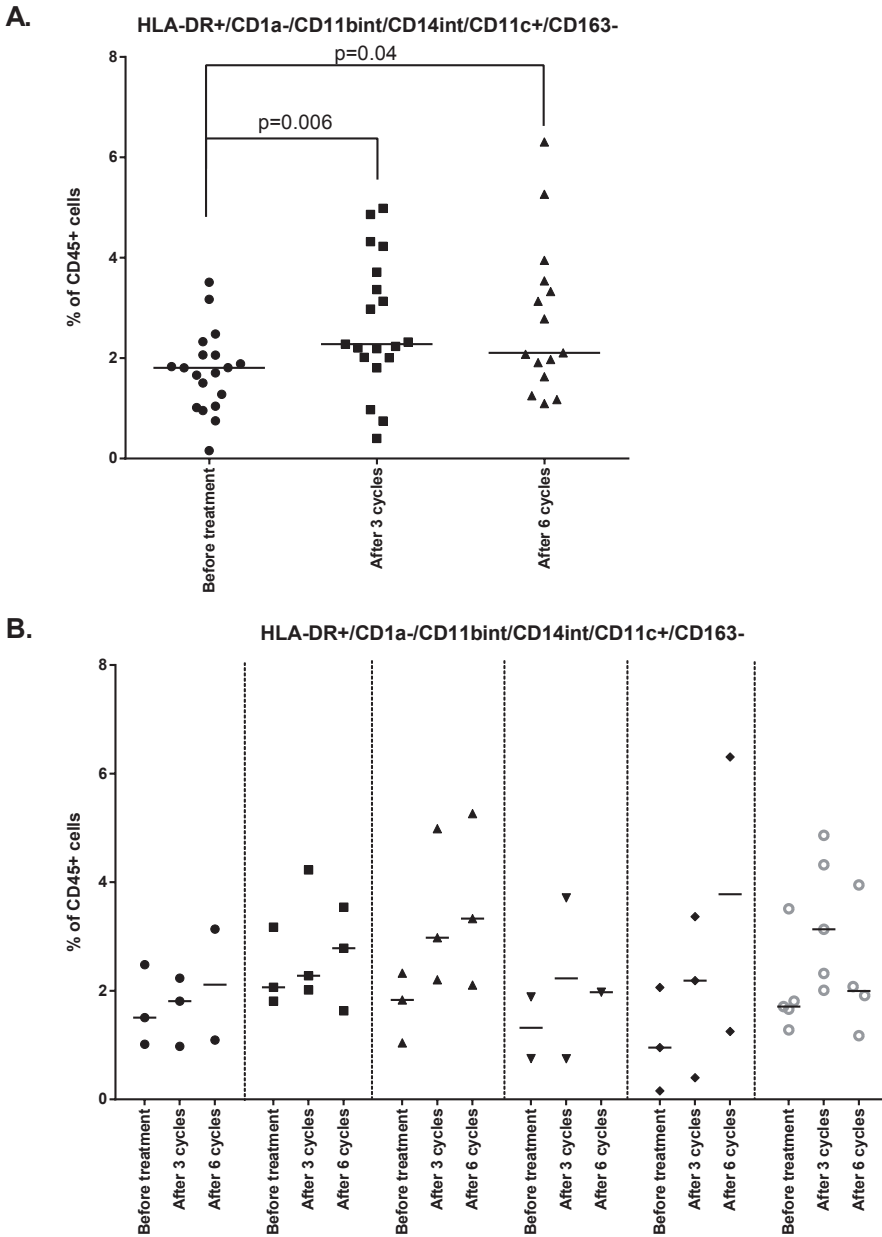 A.
HLA-DR+/CD1a-/CD11bint/CD14int/CD11c+/CD163-
8
6
4
2
0
% of CD45+ cells
p=0.04
p=0.006
Before treatment
After 3 cycles
After 6 cycles
B.
HLA-DR+/CD1a-/CD11bint/CD14int/CD11c+/CD163-
8
6
4
2
0
% of CD45+ cells
Before treatment
After 3 cycles
After 6 cycles
Before treatment
After 3 cycles
After 6 cycles
Before treatment
After 3 cycles
After 6 cycles
Before treatment
After 3 cycles
After 6 cycles
Before treatment
After 3 cycles
After 6 cycles
Before treatment
After 3 cycles
After 6 cycles